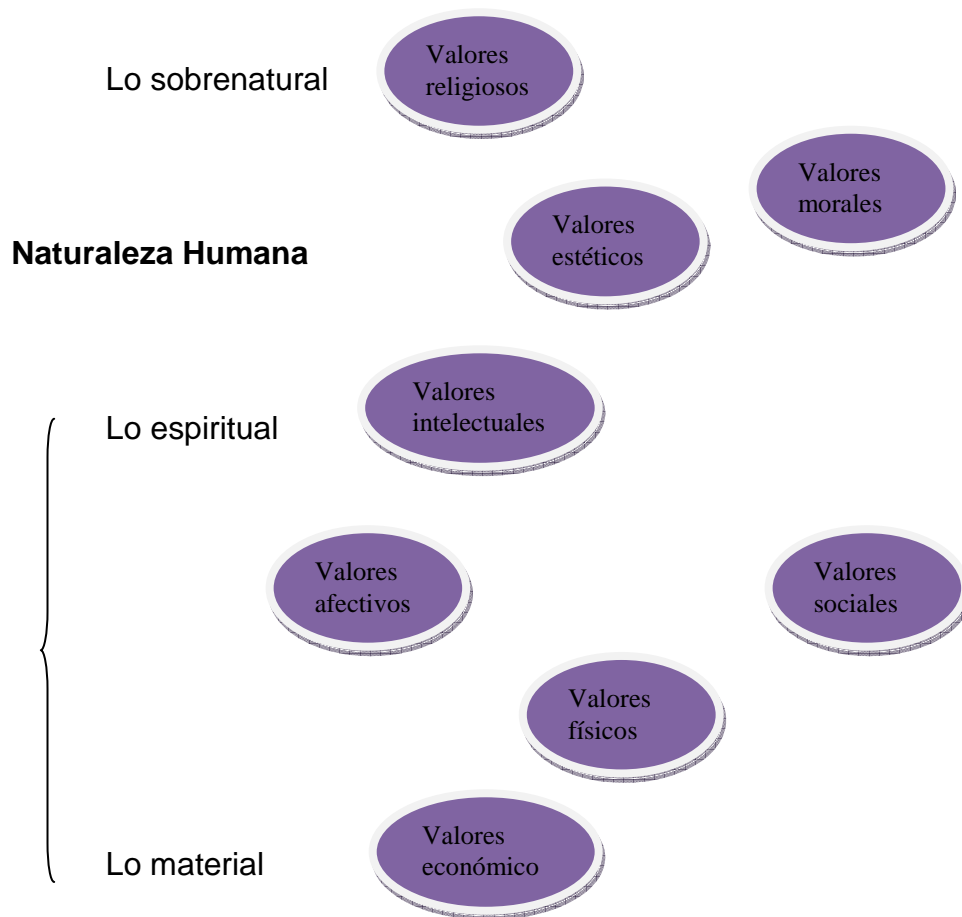 Lo sobrenatural
Valores
religiosos
Valores
morales
Valores
estéticos
Naturaleza Humana
Valores
intelectuales
Lo espiritual
Valores
afectivos
Valores
sociales
Valores
físicos
Valores
económico
Lo material